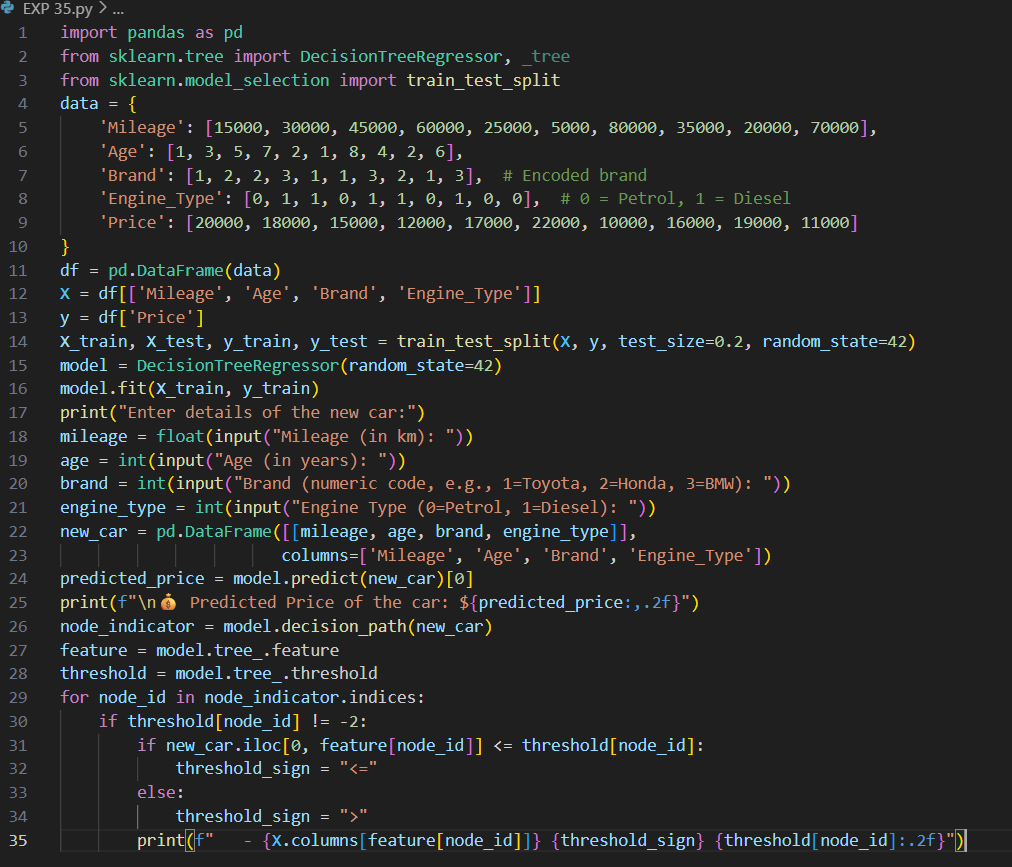 EXP 35.py > ...
1 import pandas as pd
2 from sklearn.tree import DecisionTreeRegressor, _tree
3 from sklearn.model_selection import train_test_split
4 data = {
5     'Mileage': [15000, 30000, 45000, 60000, 25000, 5000, 80000, 35000, 20000, 70000],
6     'Age': [1, 3, 5, 7, 2, 1, 8, 4, 2, 6],
7     'Brand': [1, 2, 2, 3, 1, 1, 3, 2, 1, 3],  # Encoded brand
8     'Engine_Type': [0, 1, 1, 0, 1, 1, 0, 1, 0, 0],  # 0 = Petrol, 1 = Diesel
9     'Price': [20000, 18000, 15000, 12000, 17000, 22000, 10000, 16000, 19000, 11000]
10 }
11 df = pd.DataFrame(data)
12 X = df[['Mileage', 'Age', 'Brand', 'Engine_Type']]
13 y = df['Price']
14 X_train, X_test, y_train, y_test = train_test_split(X, y, test_size=0.2, random_state=42)
15 model = DecisionTreeRegressor(random_state=42)
16 model.fit(X_train, y_train)
17 print("Enter details of the new car:")
18 mileage = float(input("Mileage (in km): "))
19 age = int(input("Age (in years): "))
20 brand = int(input("Brand (numeric code, e.g., 1=Toyota, 2=Honda, 3=BMW): "))
21 engine_type = int(input("Engine Type (0=Petrol, 1=Diesel): "))
22 new_car = pd.DataFrame([[mileage, age, brand, engine_type]],
23                        columns=['Mileage', 'Age', 'Brand', 'Engine_Type'])
24 predicted_price = model.predict(new_car)[0]
25 print(f"\n💰 Predicted Price of the car: ${predicted_price:,.2f}")
26 node_indicator = model.decision_path(new_car)
27 feature = model.tree_.feature
28 threshold = model.tree_.threshold
29 for node_id in node_indicator.indices:
30     if threshold[node_id] != -2:
31         if new_car.iloc[0, feature[node_id]] <= threshold[node_id]:
32             threshold_sign = "<="
33         else:
34             threshold_sign = ">"
35         print(f"   - {X.columns[feature[node_id]]} {threshold_sign} {threshold[node_id]:.2f}")